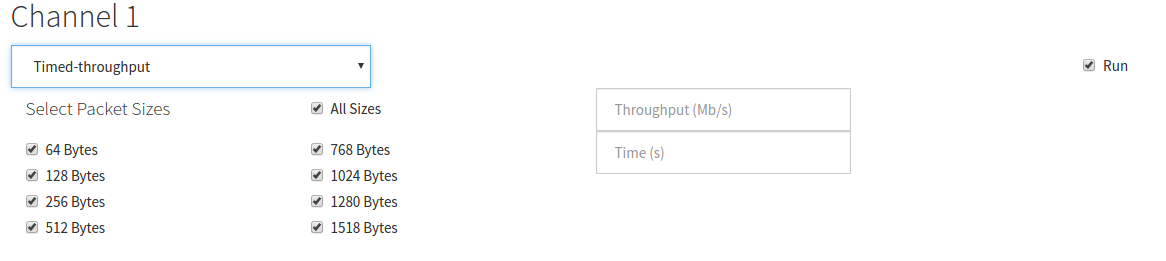 Channel 1
Timed-throughput
Run
Select Packet Sizes
All Sizes
Throughput (Mb/s)
64 Bytes
768 Bytes
Time (s)
128 Bytes
1024 Bytes
256 Bytes
1280 Bytes
512 Bytes
1518 Bytes